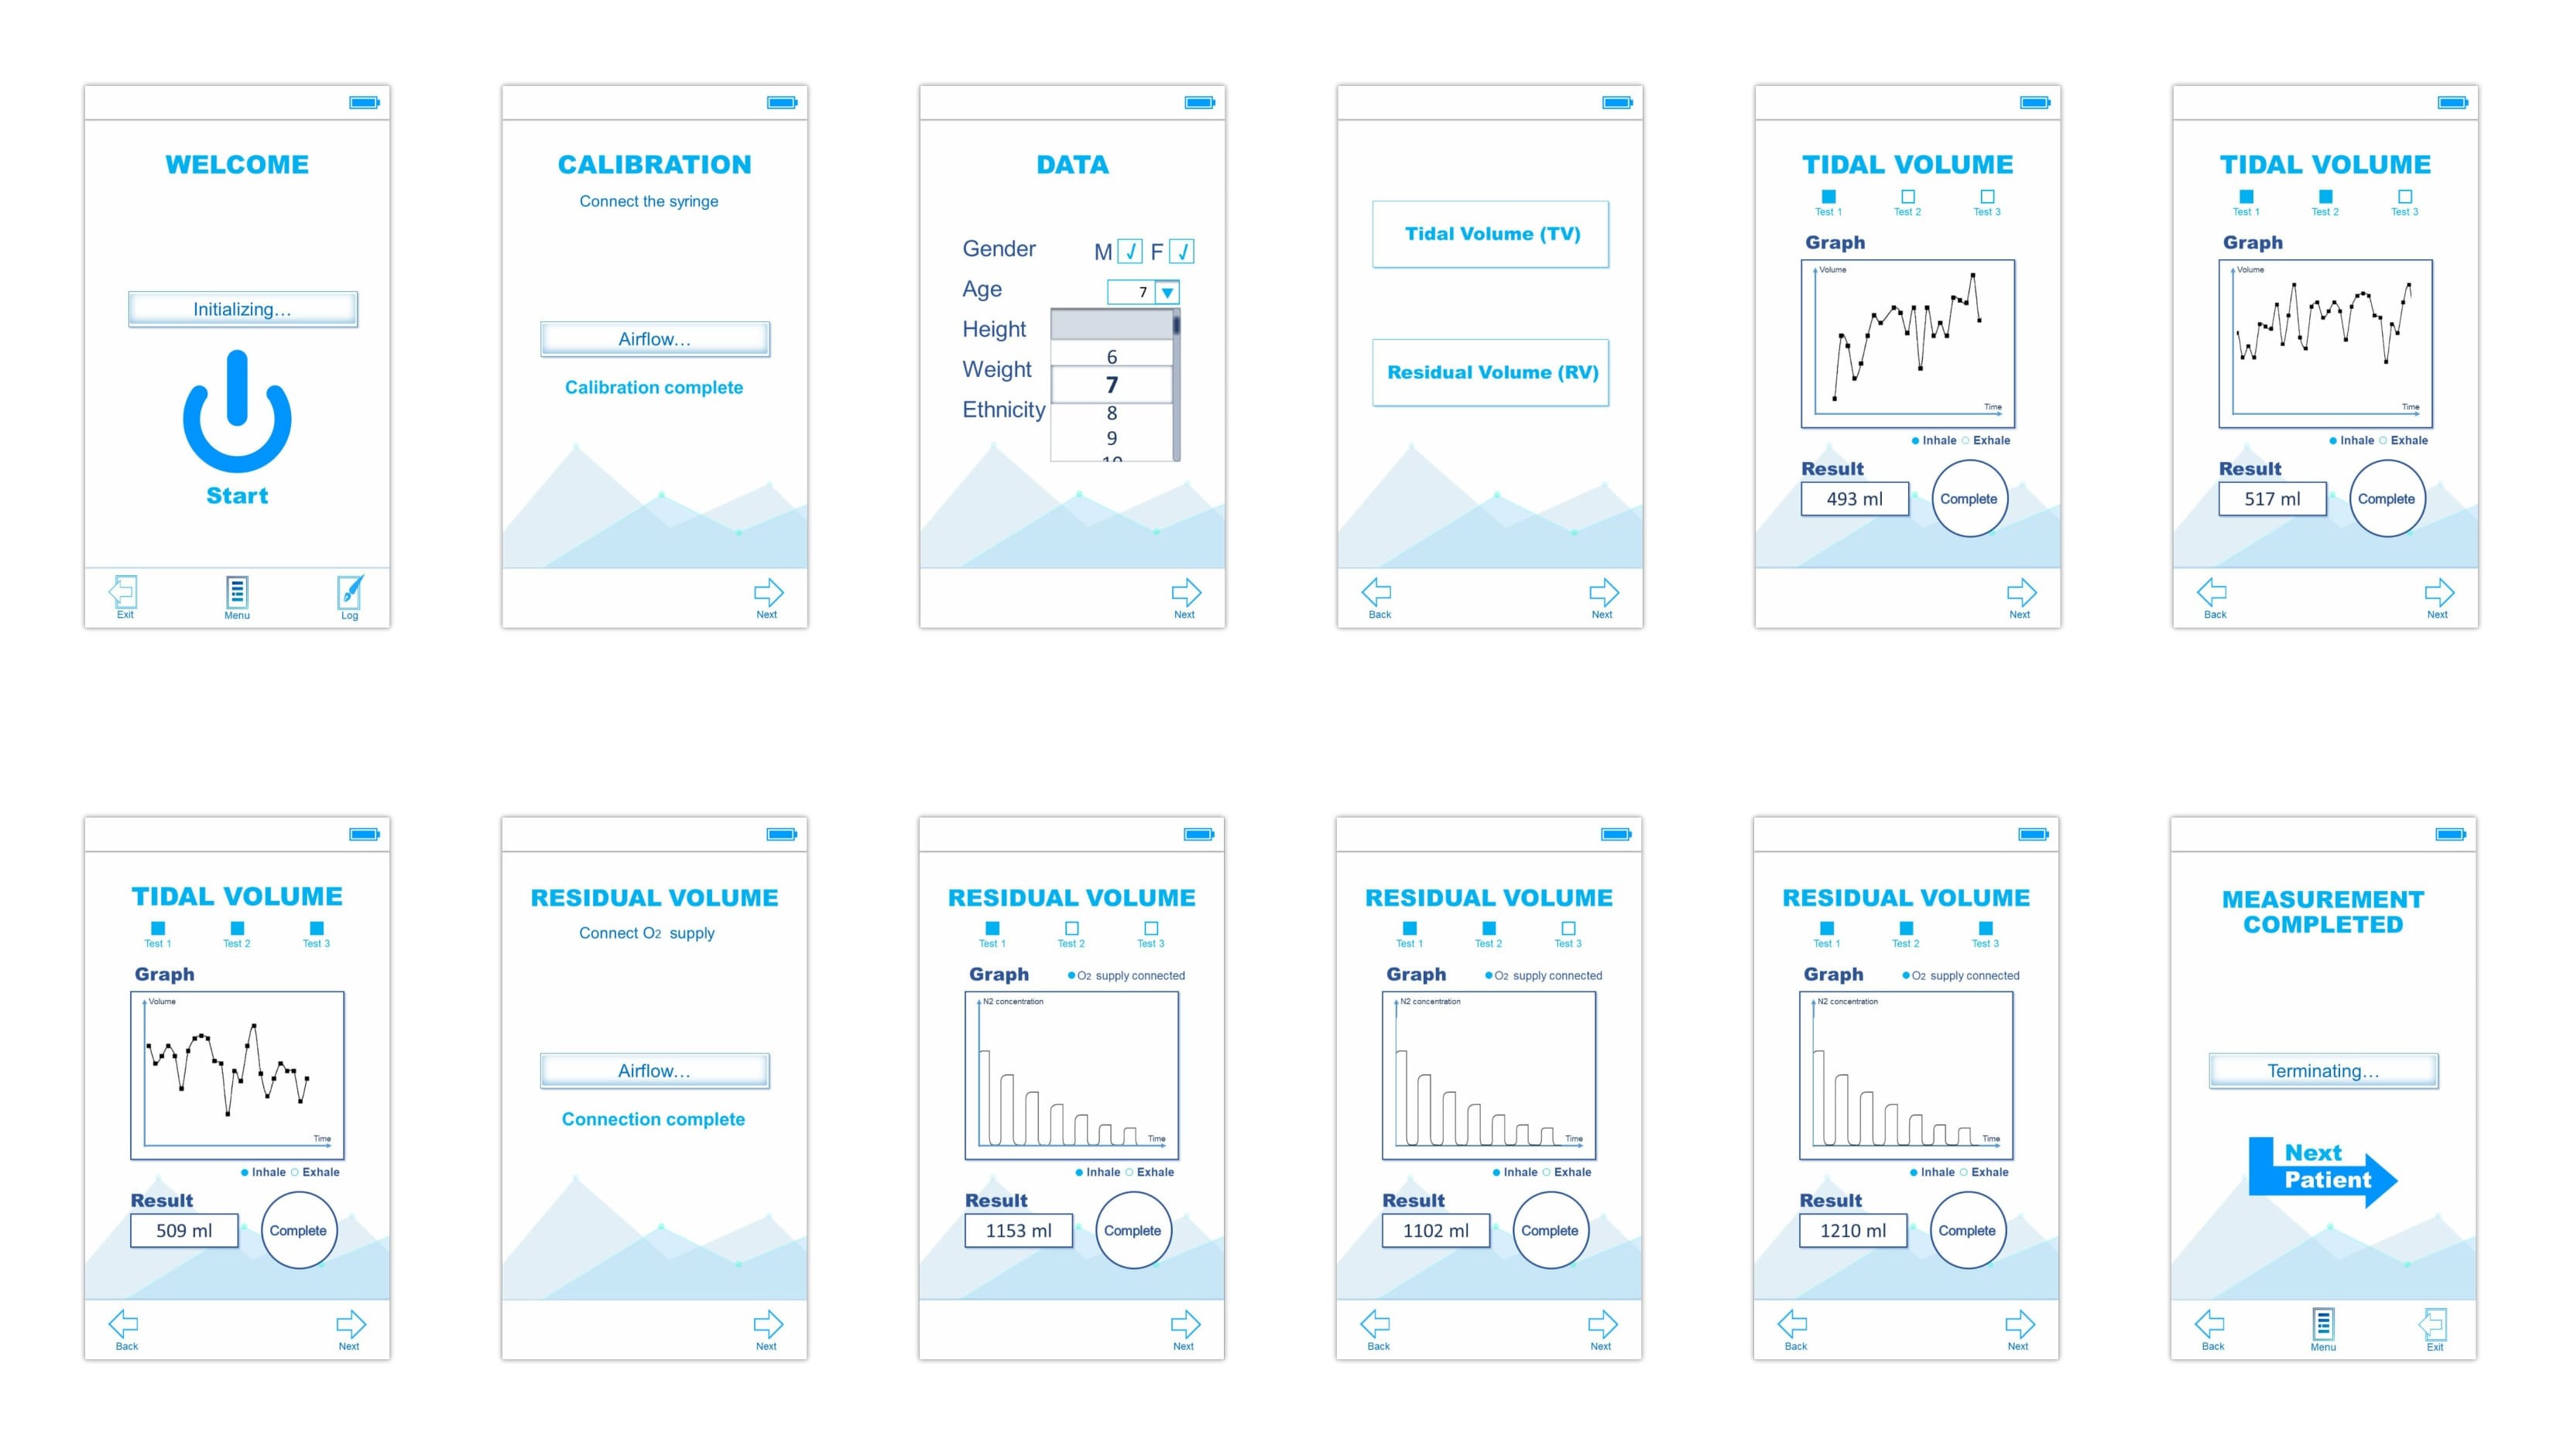 WELCOME
Initializing...
Start
Exit
Menu
Log
CALIBRATION
Connect the syringe
Airflow...
Calibration complete
Next
DATA
Gender M √ F √
Age 7
Height
Weight
Ethnicity
6
7
8
9
10
Next
Tidal Volume (TV)
Residual Volume (RV)
Back
Next
TIDAL VOLUME
Test 1 Test 2 Test 3
Graph
Volume
Time
Inhale Exhale
Result
493 ml
Complete
Next
TIDAL VOLUME
Test 1 Test 2 Test 3
Graph
Volume
Time
Inhale Exhale
Result
517 ml
Complete
Back
Next
TIDAL VOLUME
Test 1 Test 2 Test 3
Graph
Volume
Time
Inhale Exhale
Result
509 ml
Complete
Back
Next
RESIDUAL VOLUME
Connect O2 supply
Airflow...
Connection complete
Next
RESIDUAL VOLUME
Test 1 Test 2 Test 3
Graph O2 supply connected
N2 concentration
Time
Inhale Exhale
Result
1153 ml
Complete
Next
RESIDUAL VOLUME
Test 1 Test 2 Test 3
Graph O2 supply connected
N2 concentration
Time
Inhale Exhale
Result
1102 ml
Complete
Back
Next
RESIDUAL VOLUME
Test 1 Test 2 Test 3
Graph O2 supply connected
N2 concentration
Time
Inhale Exhale
Result
1210 ml
Complete
Back
Next
MEASUREMENT
COMPLETED
Terminating...
Next
Patient
Back
Menu
Exit